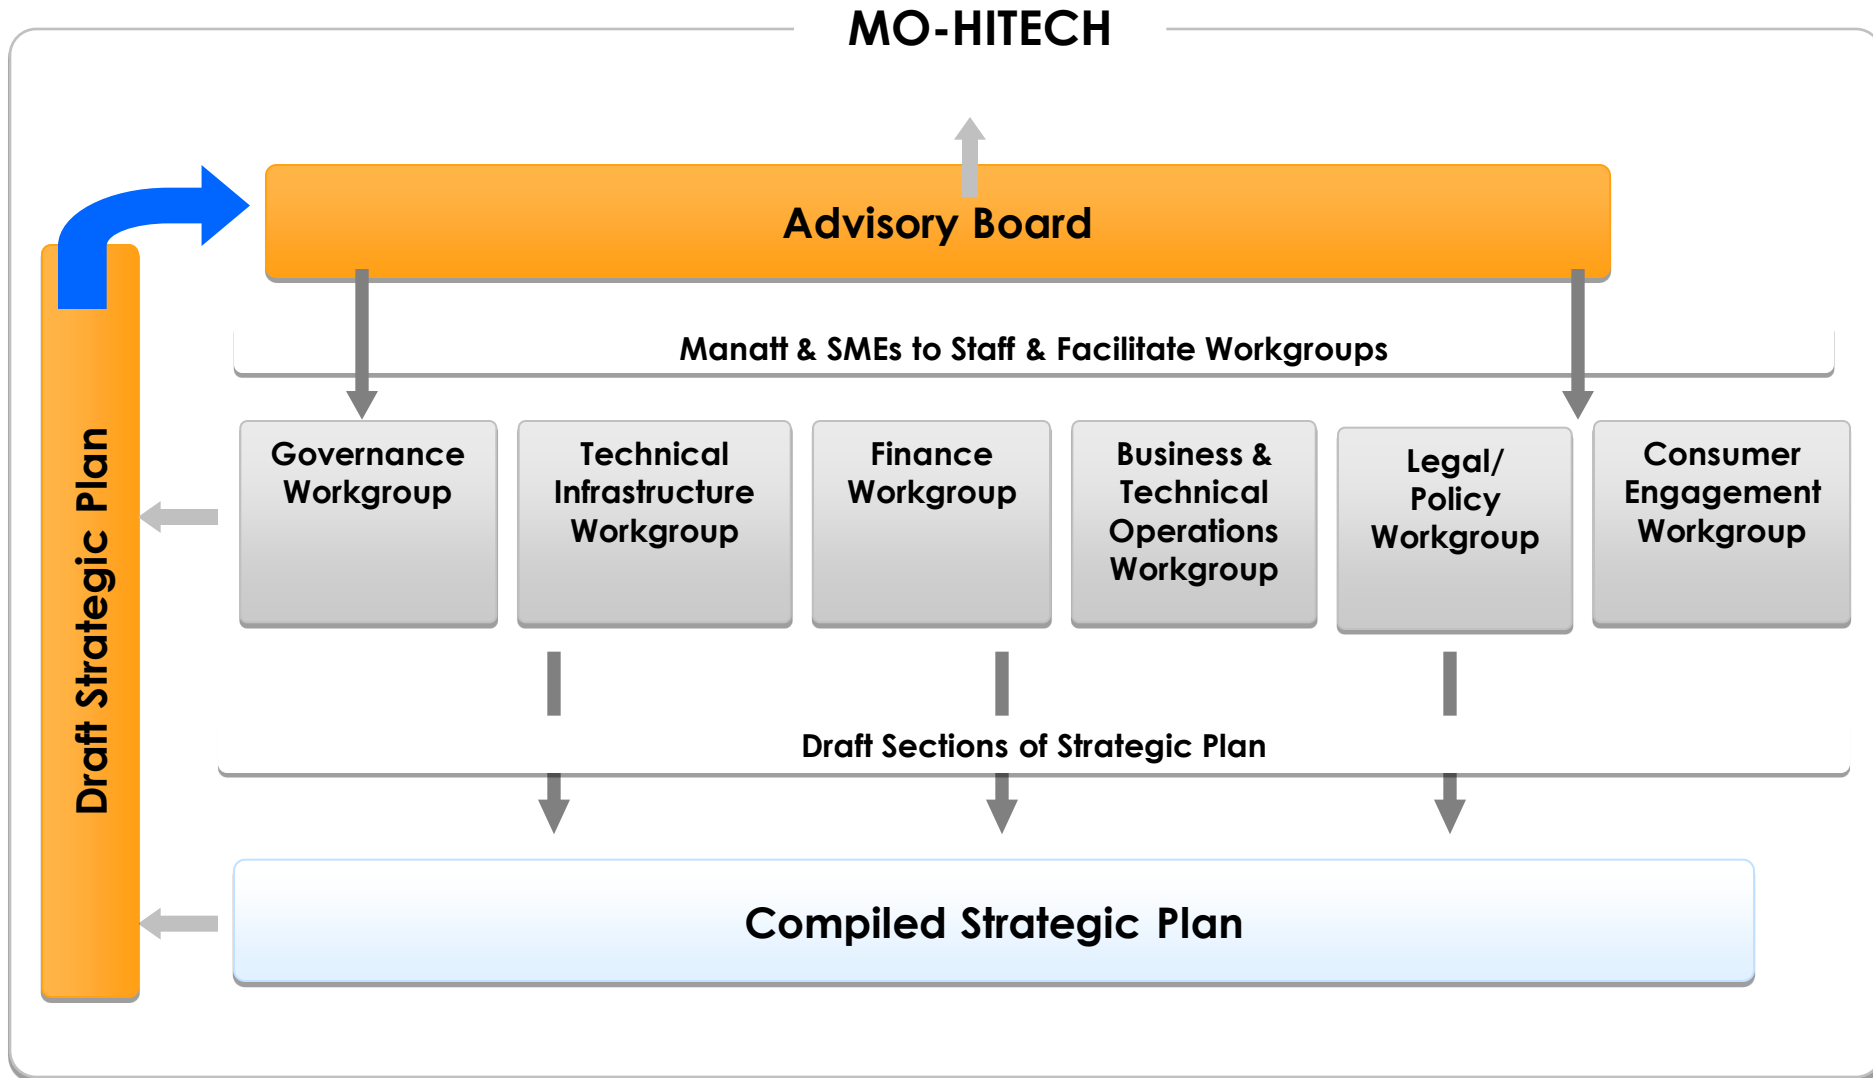 MO-HITECH
Advisory Board
Manatt & SMEs to Staff & Facilitate Workgroups
Governance
Workgroup
Technical
Infrastructure
Workgroup
Finance
Workgroup
Business &
Technical
Operations
Workgroup
Legal/
Policy
Workgroup
Consumer
Engagement
Workgroup
Draft Strategic Plan
Draft Sections of Strategic Plan
Compiled Strategic Plan